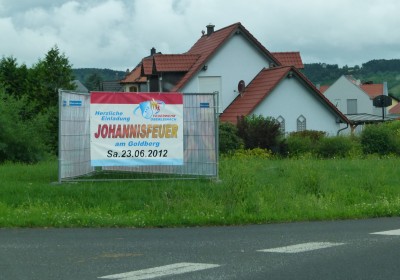 Herzliche
Einladung
JOHANNISFEUER
am Goldberg
Sa.23.06.2012